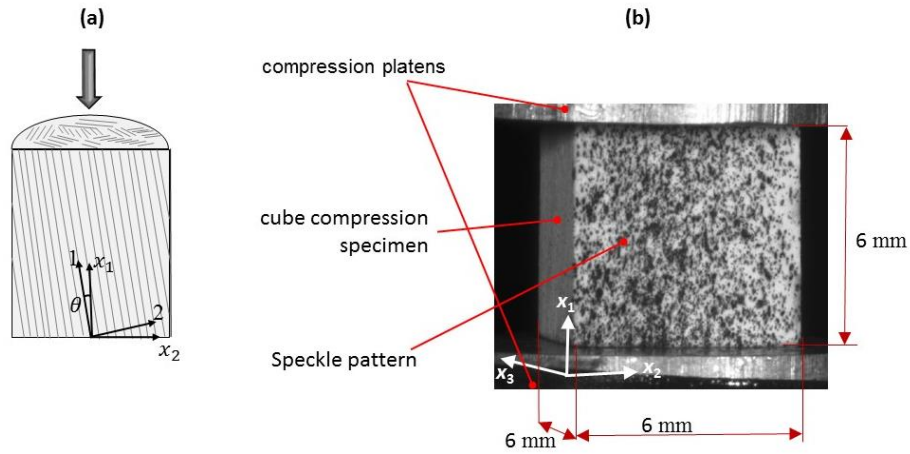 (a)
(b)
compression platens
cube compression
specimen
Speckle pattern
1
x₁
θ
2
x₂
x₁
x₂
x₃
6 mm
6 mm
6 mm